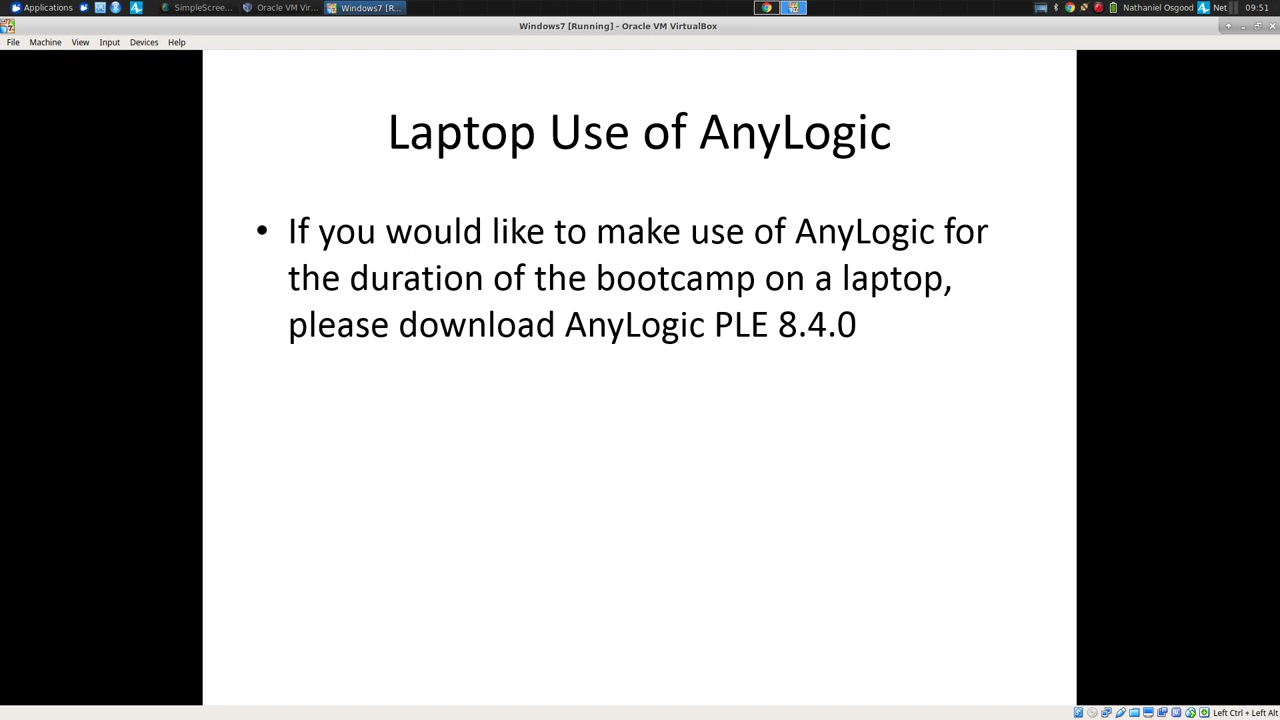 Applications
SimpleScree...
Oracle VM Vir...
Windows7 [R...
Nathaniel Osgood
Net
09:51
Windows7 [Running] - Oracle VM VirtualBox
File Machine View Input Devices Help
Laptop Use of AnyLogic
• If you would like to make use of AnyLogic for
the duration of the bootcamp on a laptop,
please download AnyLogic PLE 8.4.0
Left Ctrl + Left Alt